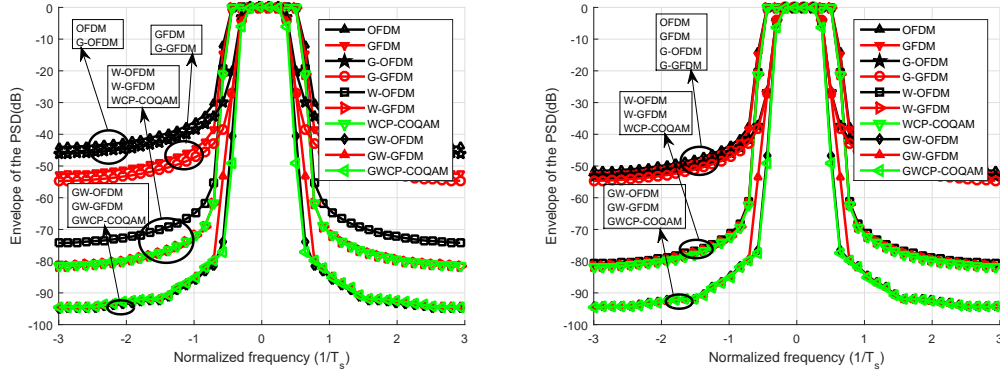 0
-10
-20
-30
-40
-50
-60
-70
-80
-90
-100
-3
-2
-1
0
1
2
3
Envelope of the PSD(dB)
Normalized frequency (1/Ts)
OFDM
G-OFDM
GFDM
G-GFDM
W-OFDM
W-GFDM
WCP-COQAM
GW-OFDM
GW-GFDM
GWCP-COQAM
OFDM
GFDM
G-OFDM
G-GFDM
W-OFDM
W-GFDM
WCP-COQAM
GW-OFDM
GW-GFDM
GWCP-COQAM
0
-10
-20
-30
-40
-50
-60
-70
-80
-90
-100
-3
-2
-1
0
1
2
3
Envelope of the PSD(dB)
Normalized frequency (1/Ts)
OFDM
GFDM
G-OFDM
G-GFDM
W-OFDM
W-GFDM
WCP-COQAM
GW-OFDM
GW-GFDM
GWCP-COQAM
OFDM
GFDM
G-OFDM
G-GFDM
W-OFDM
W-GFDM
WCP-COQAM
GW-OFDM
GW-GFDM
GWCP-COQAM